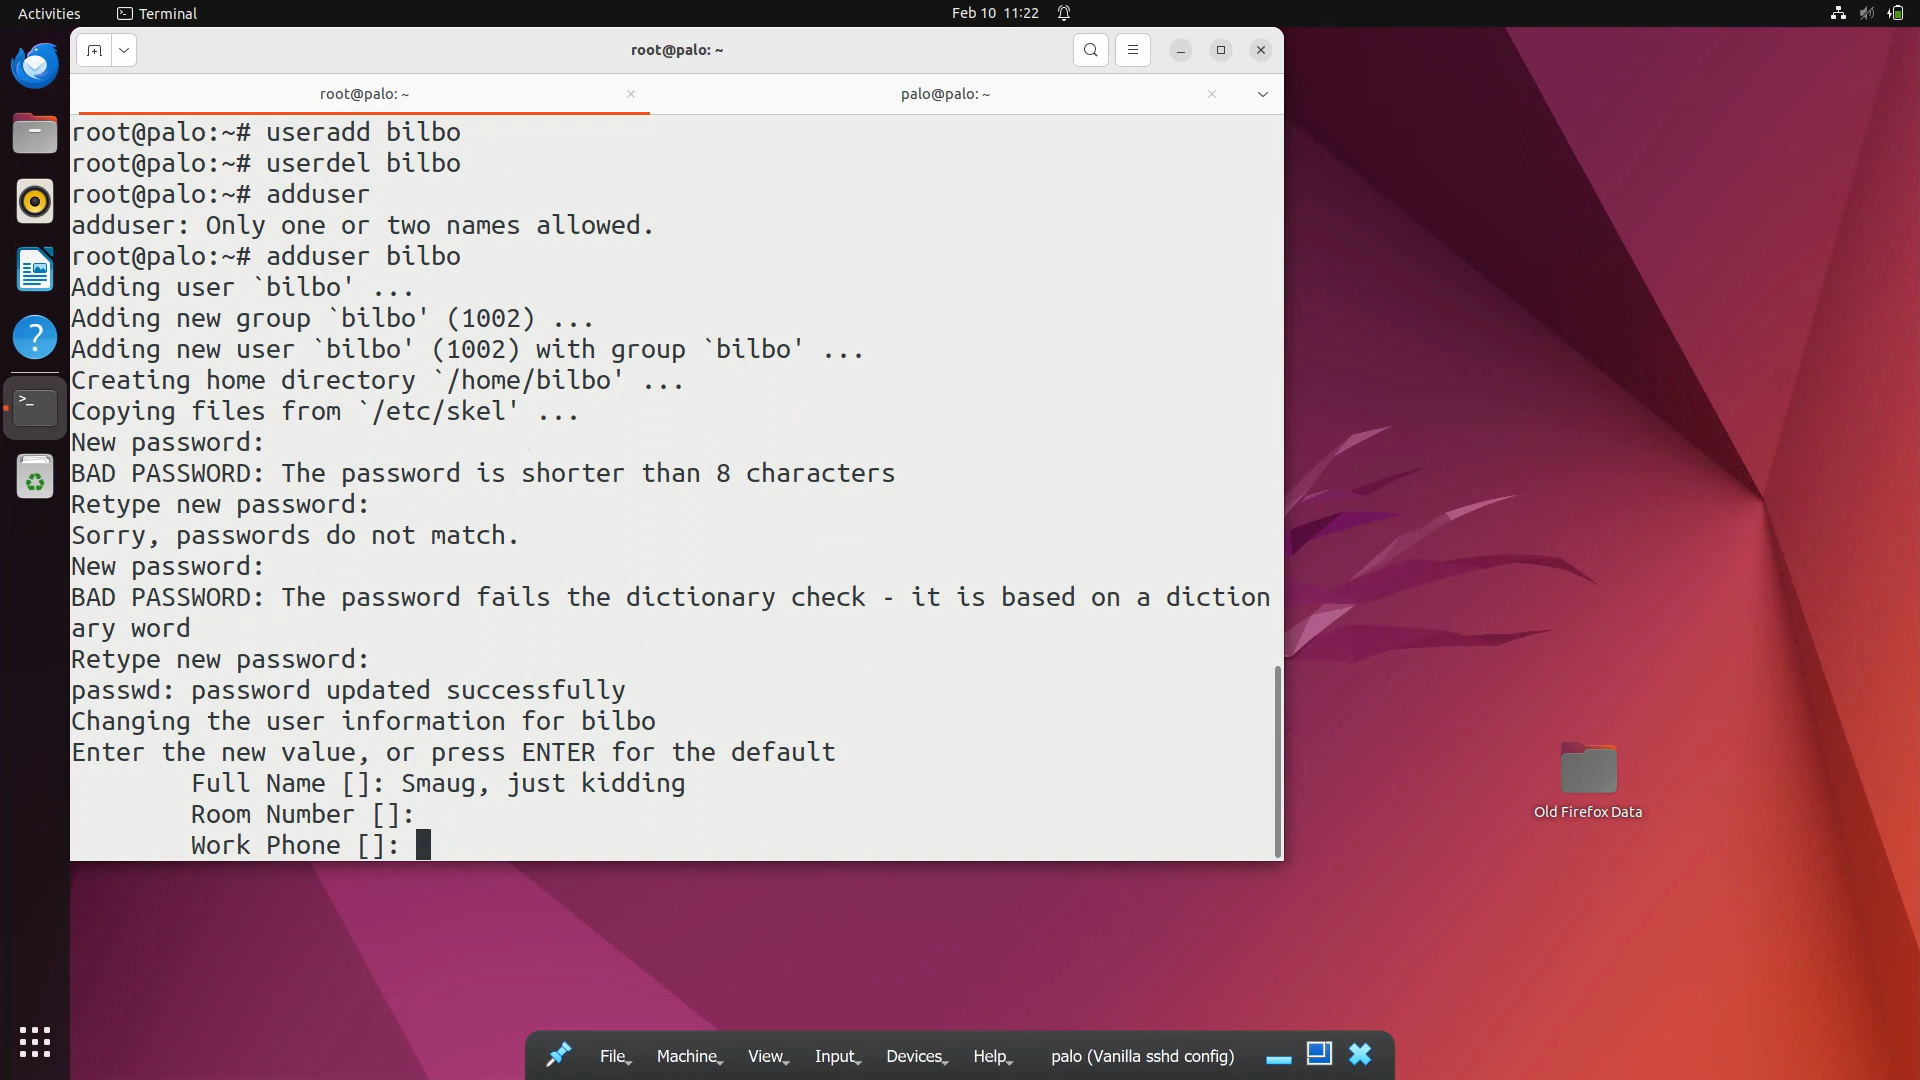 Activities
Terminal
Feb 10 11:22
root@palo: ~
root@palo: ~
palo@palo: ~
root@palo:~# useradd bilbo
root@palo:~# userdel bilbo
root@palo:~# adduser
adduser: Only one or two names allowed.
root@palo:~# adduser bilbo
Adding user `bilbo' ...
Adding new group `bilbo' (1002) ...
Adding new user `bilbo' (1002) with group `bilbo' ...
Creating home directory `/home/bilbo' ...
Copying files from `/etc/skel' ...
New password:
BAD PASSWORD: The password is shorter than 8 characters
Retype new password:
Sorry, passwords do not match.
New password:
BAD PASSWORD: The password fails the dictionary check - it is based on a diction
ary word
Retype new password:
passwd: password updated successfully
Changing the user information for bilbo
Enter the new value, or press ENTER for the default
Full Name []: Smaug, just kidding
Room Number []:
Work Phone []:
Old Firefox Data
File Machine View Input Devices Help palo (Vanilla sshd config)